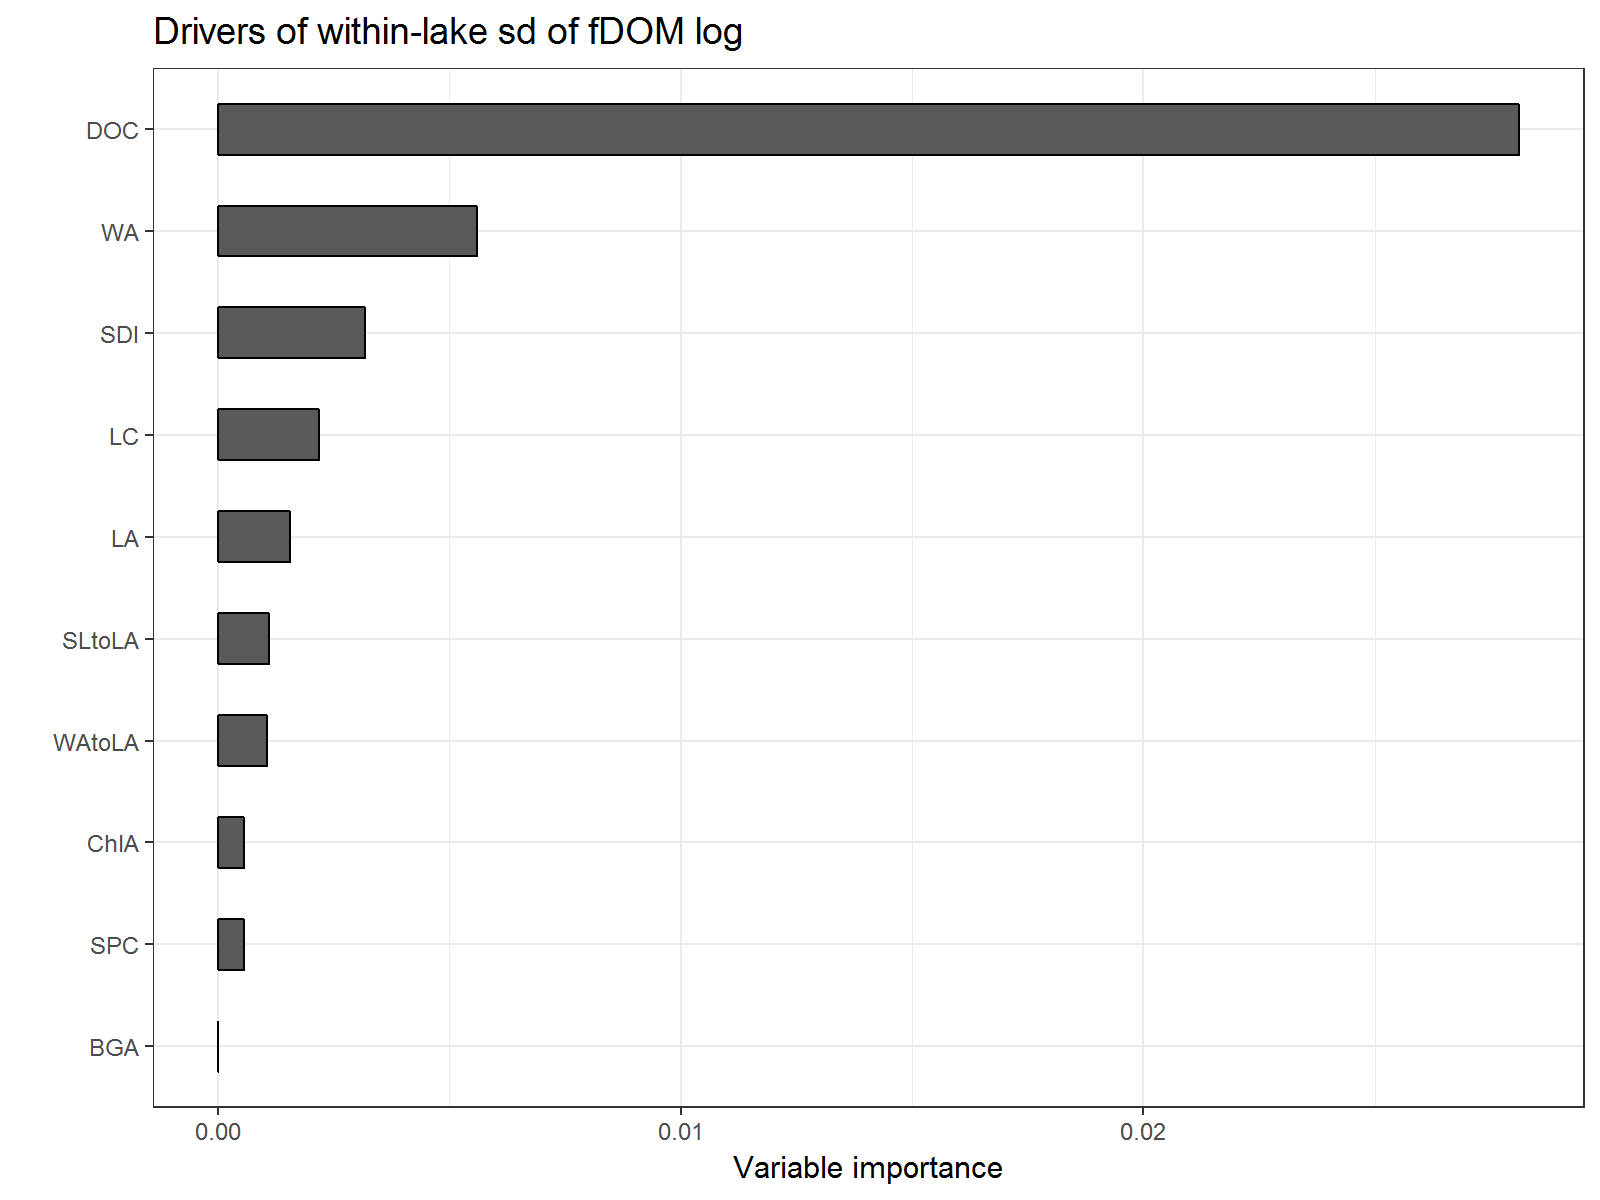 Drivers of within-lake sd of fDOM log
DOC
WA
SDI
LC
LA
SLtoLA
WAtoLA
ChlA
SPC
BGA
0.00 0.01 0.02
Variable importance